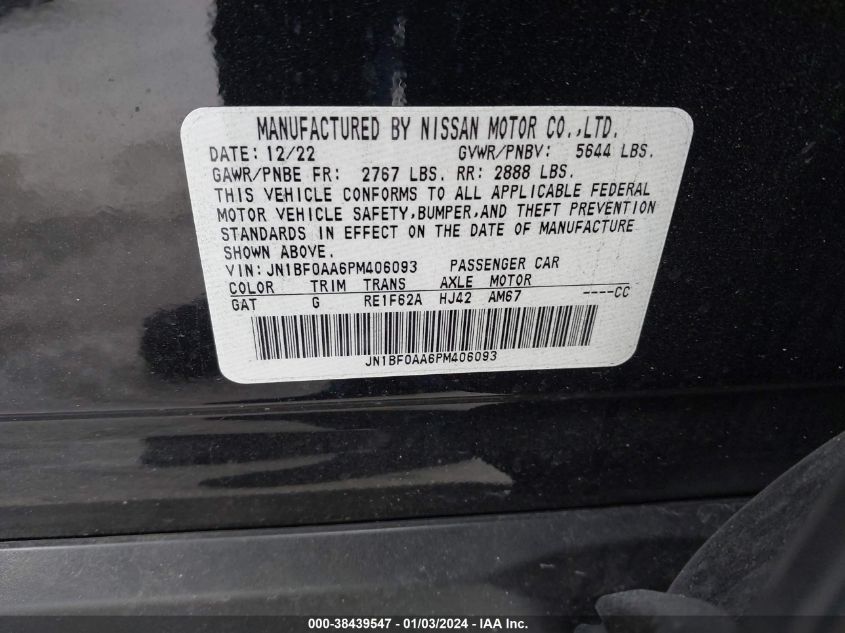 MANUFACTURED BY NISSAN MOTOR CO.,LTD.
DATE: 12/22 GVWR/PNBV: 5644 LBS.
GAWR/PNBE FR: 2767 LBS. RR: 2888 LBS.
THIS VEHICLE CONFORMS TO ALL APPLICABLE FEDERAL
MOTOR VEHICLE SAFETY,BUMPER,AND THEFT PREVENTION
STANDARDS IN EFFECT ON THE DATE OF MANUFACTURE
SHOWN ABOVE.
VIN:JN1BF0AA6PM406093 PASSENGER CAR
COLOR TRIM TRANS AXLE MOTOR
GAT G RE1F62A HJ42 AM67 ----CC
JN1BF0AA6PM406093
000-38439547 - 01/03/2024 - COPYRIGHT IAA, Inc.